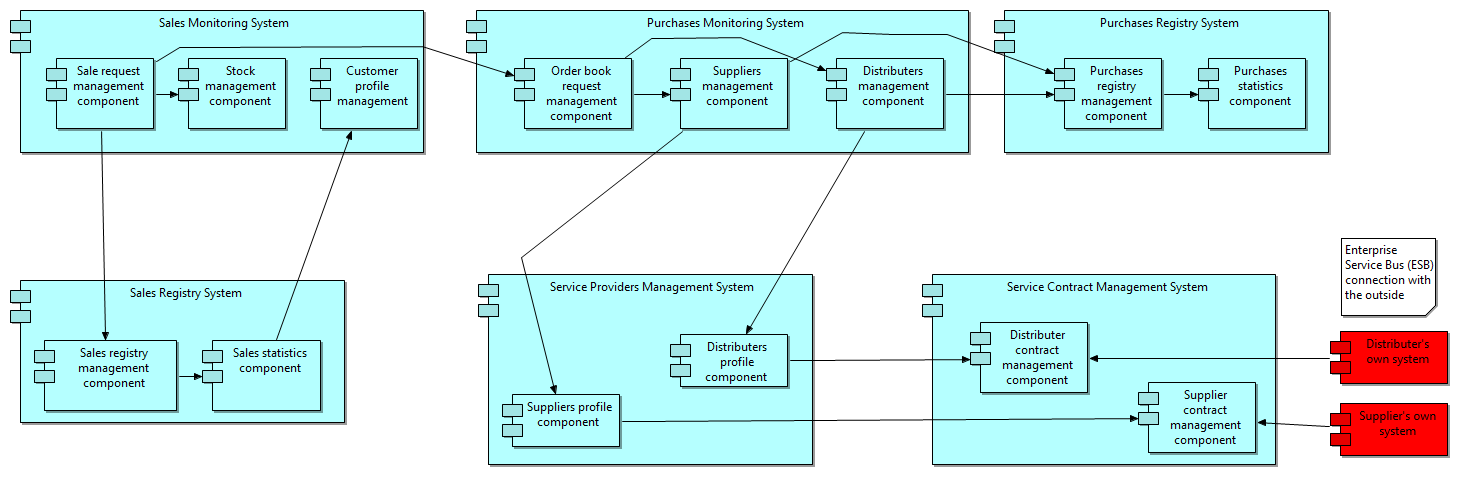 Sales Monitoring System
Sale request
management
component
Stock
management
component
Customer
profile
management
Purchases Monitoring System
Order book
request
management
component
Suppliers
management
component
Distributers
management
component
Purchases Registry System
Purchases
registry
management
component
Purchases
statistics
component
Sales Registry System
Sales registry
management
component
Sales statistics
component
Service Providers Management System
Distributers
profile
component
Suppliers profile
component
Service Contract Management System
Distributer
contract
management
component
Supplier
contract
management
component
Enterprise
Service Bus (ESB)
connection with
the outside
Distributer's
own system
Supplier's own
system